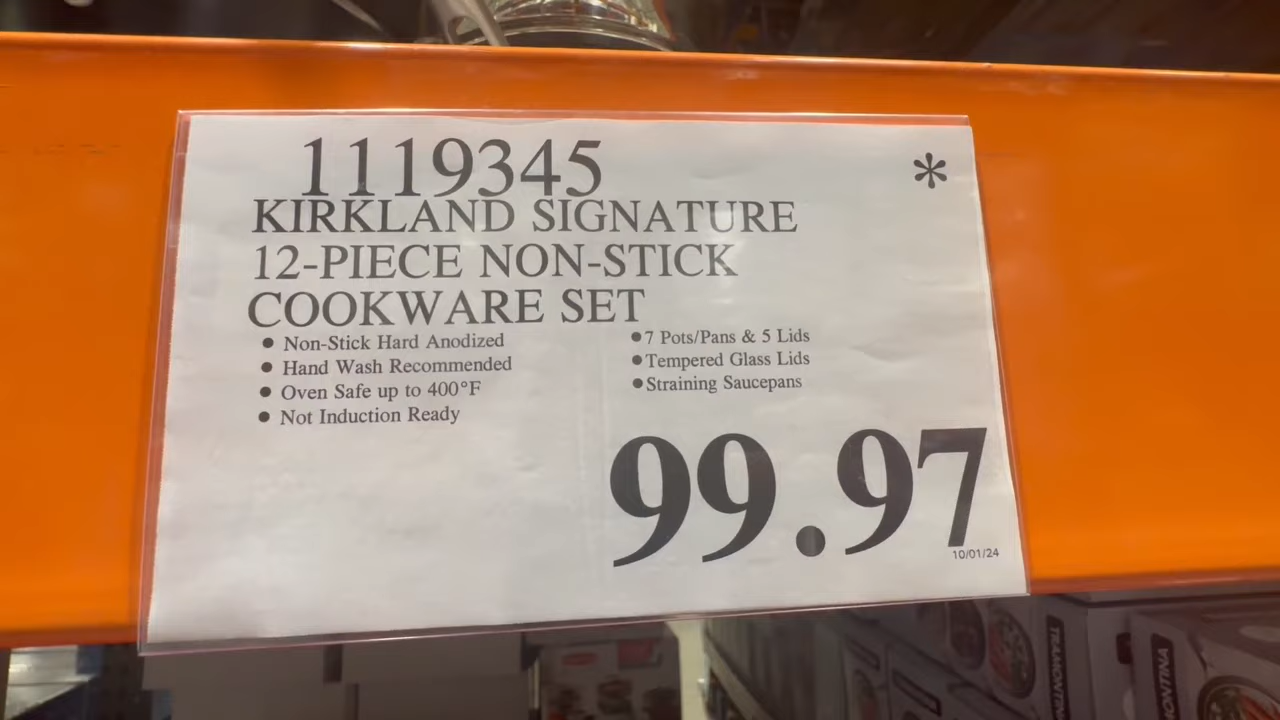 1119345
*
KIRKLAND SIGNATURE
12-PIECE NON-STICK
COOKWARE SET
● Non-Stick Hard Anodized
● Hand Wash Recommended
● Oven Safe up to 400°F
● Not Induction Ready
● 7 Pots/Pans & 5 Lids
● Tempered Glass Lids
● Straining Saucepans
99.97
10/01/24
TRAMONTINA